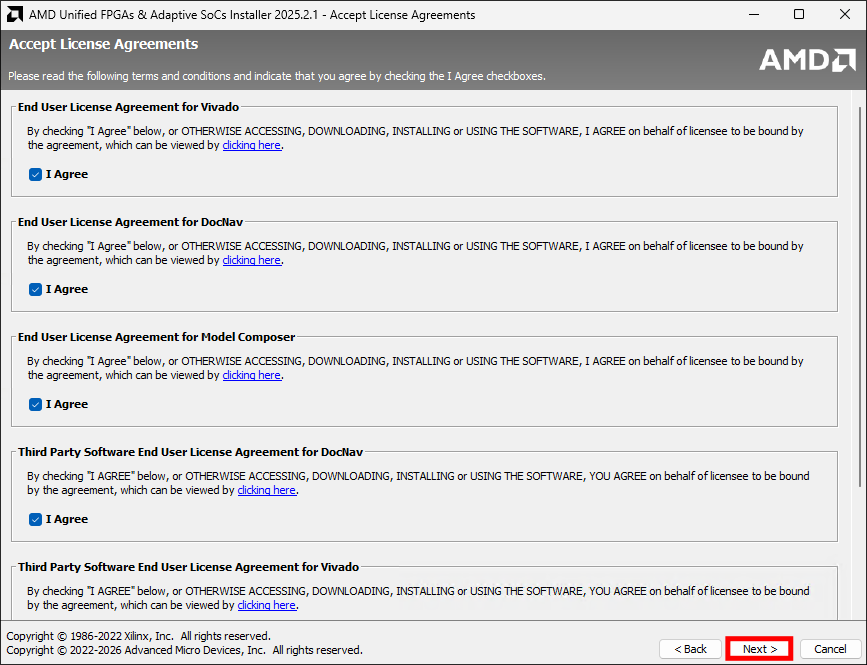 AMD Unified FPGAs & Adaptive SoCs Installer 2025.2.1 - Accept License Agreements
Accept License Agreements
Please read the following terms and conditions and indicate that you agree by checking the I Agree checkboxes.
AMD
End User License Agreement for Vivado
By checking "I Agree" below, or OTHERWISE ACCESSING, DOWNLOADING, INSTALLING or USING THE SOFTWARE, I AGREE on behalf of licensee to be bound by
the agreement, which can be viewed by clicking here.
I Agree
End User License Agreement for DocNav
By checking "I Agree" below, or OTHERWISE ACCESSING, DOWNLOADING, INSTALLING or USING THE SOFTWARE, I AGREE on behalf of licensee to be bound by
the agreement, which can be viewed by clicking here.
I Agree
End User License Agreement for Model Composer
By checking "I Agree" below, or OTHERWISE ACCESSING, DOWNLOADING, INSTALLING or USING THE SOFTWARE, I AGREE on behalf of licensee to be bound by
the agreement, which can be viewed by clicking here.
I Agree
Third Party Software End User License Agreement for DocNav
By checking "I AGREE" below, or OTHERWISE ACCESSING, DOWNLOADING, INSTALLING or USING THE SOFTWARE, YOU AGREE on behalf of licensee to be bound
by the agreement, which can be viewed by clicking here.
I Agree
Third Party Software End User License Agreement for Vivado
By checking "I AGREE" below, or OTHERWISE ACCESSING, DOWNLOADING, INSTALLING or USING THE SOFTWARE, YOU AGREE on behalf of licensee to be bound
by the agreement, which can be viewed by clicking here.
Copyright © 1986-2022 Xilinx, Inc. All rights reserved.
Copyright © 2022-2026 Advanced Micro Devices, Inc. All rights reserved.
< Back
Next >
Cancel